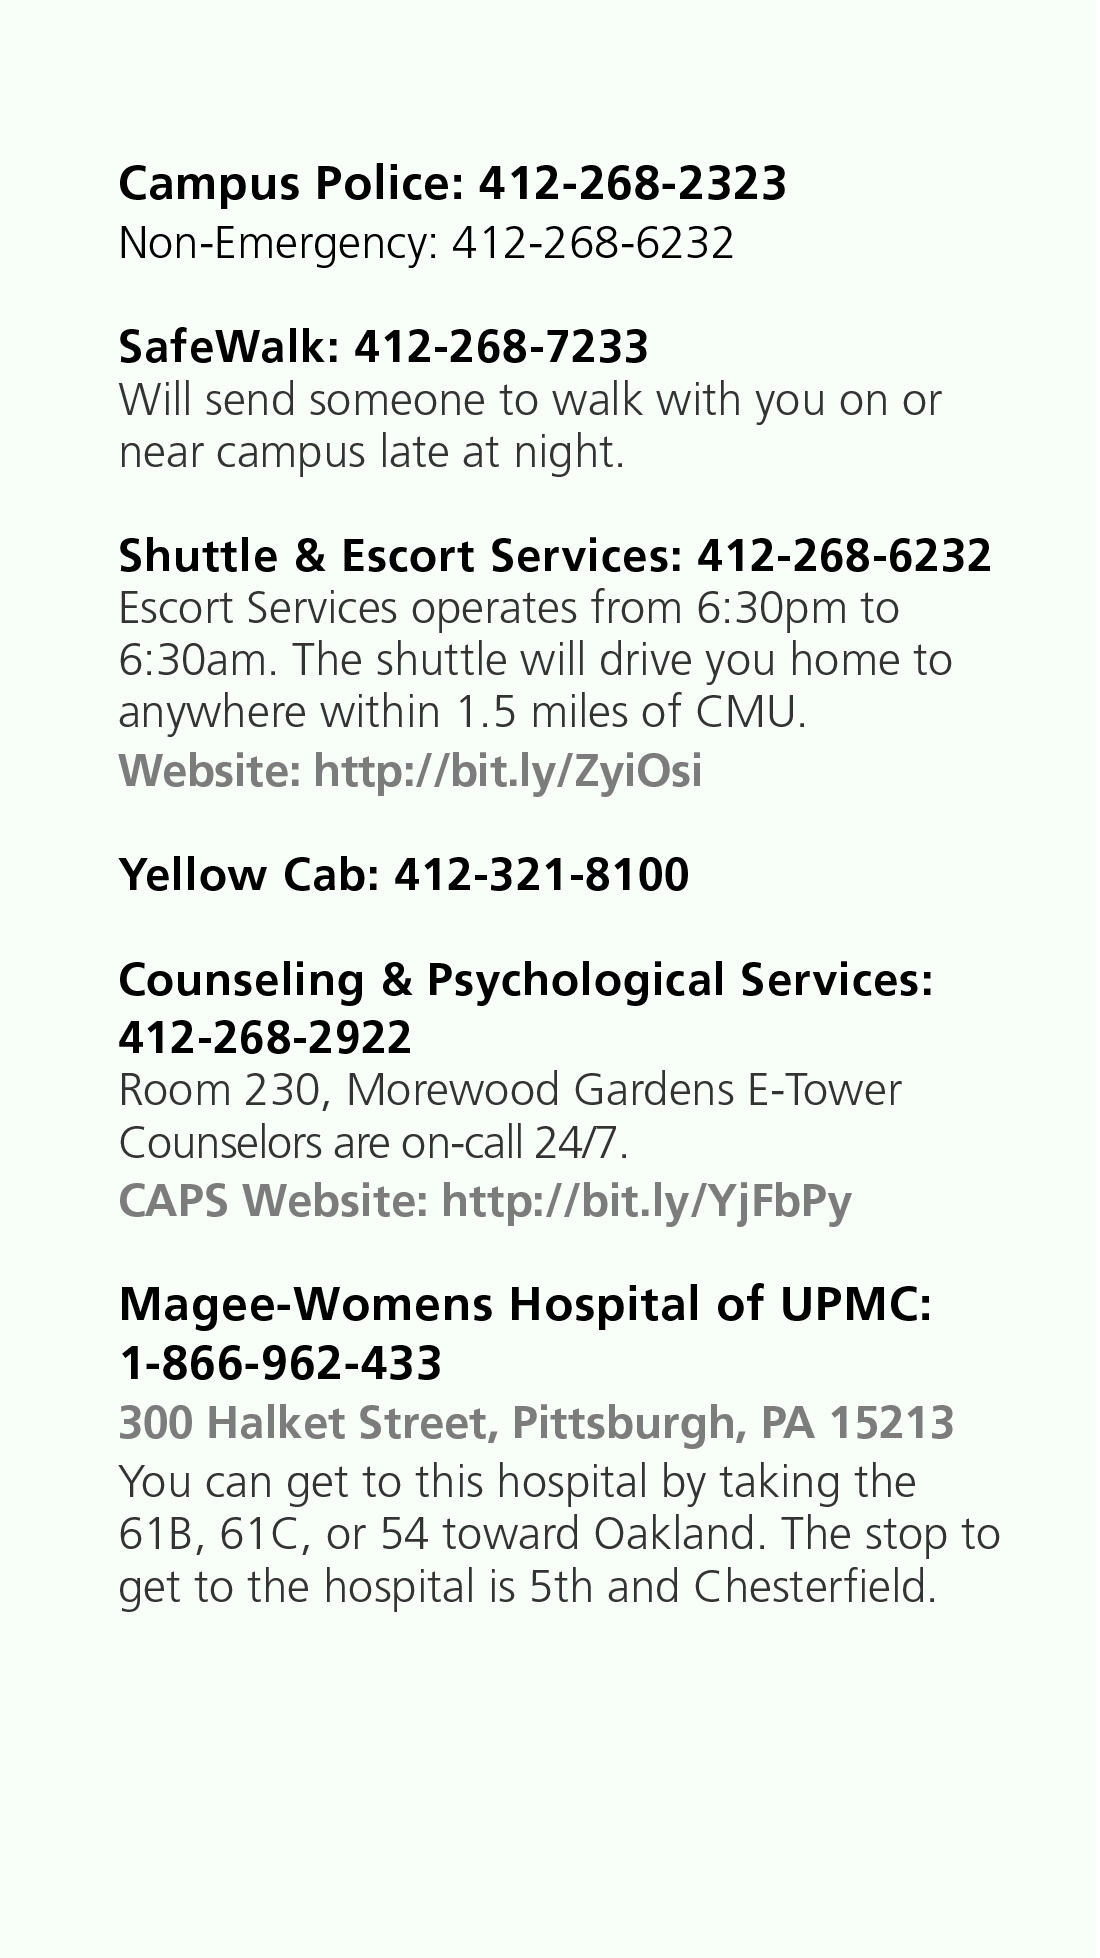 Campus Police: 412-268-2323
Non-Emergency: 412-268-6232
SafeWalk: 412-268-7233
Will send someone to walk with you on or
near campus late at night.
Shuttle & Escort Services: 412-268-6232
Escort Services operates from 6:30pm to
6:30am. The shuttle will drive you home to
anywhere within 1.5 miles of CMU.
Website: http://bit.ly/ZyiOsi
Yellow Cab: 412-321-8100
Counseling & Psychological Services:
412-268-2922
Room 230, Morewood Gardens E-Tower
Counselors are on-call 24/7.
CAPS Website: http://bit.ly/YjFbPy
Magee-Womens Hospital of UPMC:
1-866-962-433
300 Halket Street, Pittsburgh, PA 15213
You can get to this hospital by taking the
61B, 61C, or 54 toward Oakland. The stop to
get to the hospital is 5th and Chesterfield.